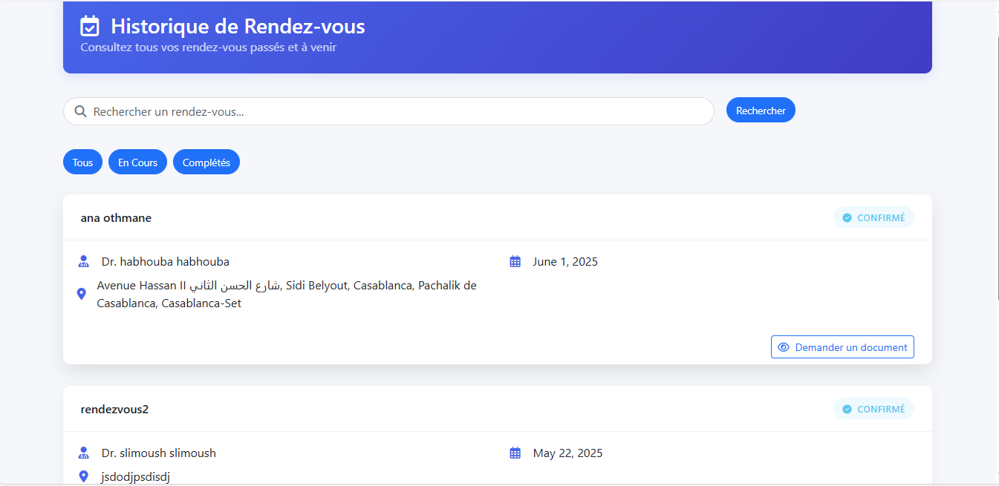 Historique de Rendez-vous
Consultez tous vos rendez-vous passés et à venir
Rechercher un rendez-vous...
Rechercher
Tous
En Cours
Complétés
ana othmane
CONFIRMÉ
Dr. habhouba habhouba
June 1, 2025
Avenue Hassan II شارع الحسن الثاني, Sidi Belyout, Casablanca, Pachalik de
Casablanca, Casablanca-Set
Demander un document
rendezvous2
CONFIRMÉ
Dr. slimoush slimoush
May 22, 2025
jsdodjpsdisdj